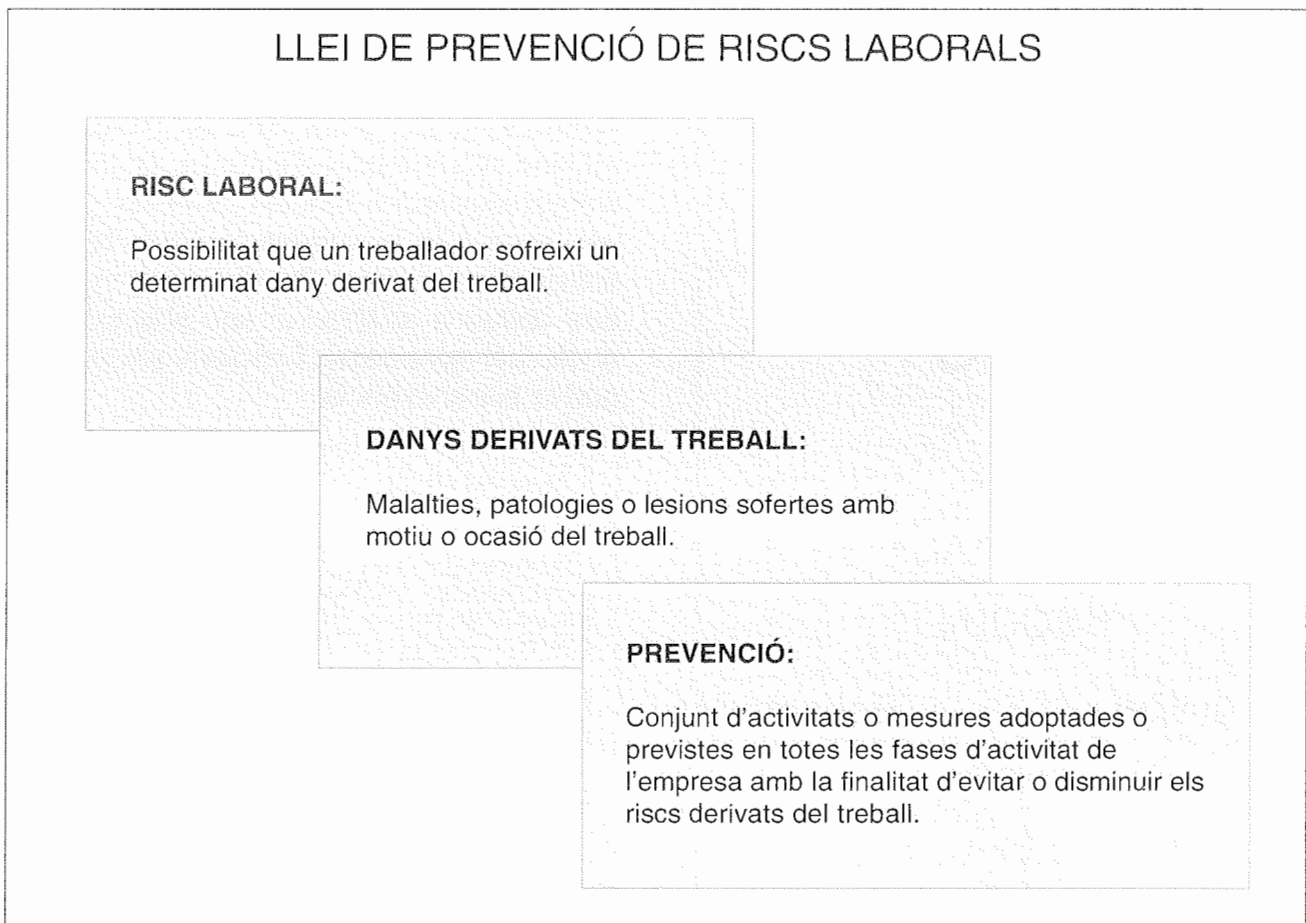 LLEI DE PREVENCIÓ DE RISCS LABORALS
RISC LABORAL:
Possibilitat que un treballador sofreixi un
determinat dany derivat del treball.
DANYS DERIVATS DEL TREBALL:
Malalties, patologies o lesions sofertes amb
motiu o ocasió del treball.
PREVENCIÓ:
Conjunt d'activitats o mesures adoptades o
previstes en totes les fases d'activitat de
l'empresa amb la finalitat d'evitar o disminuir els
riscs derivats del treball.